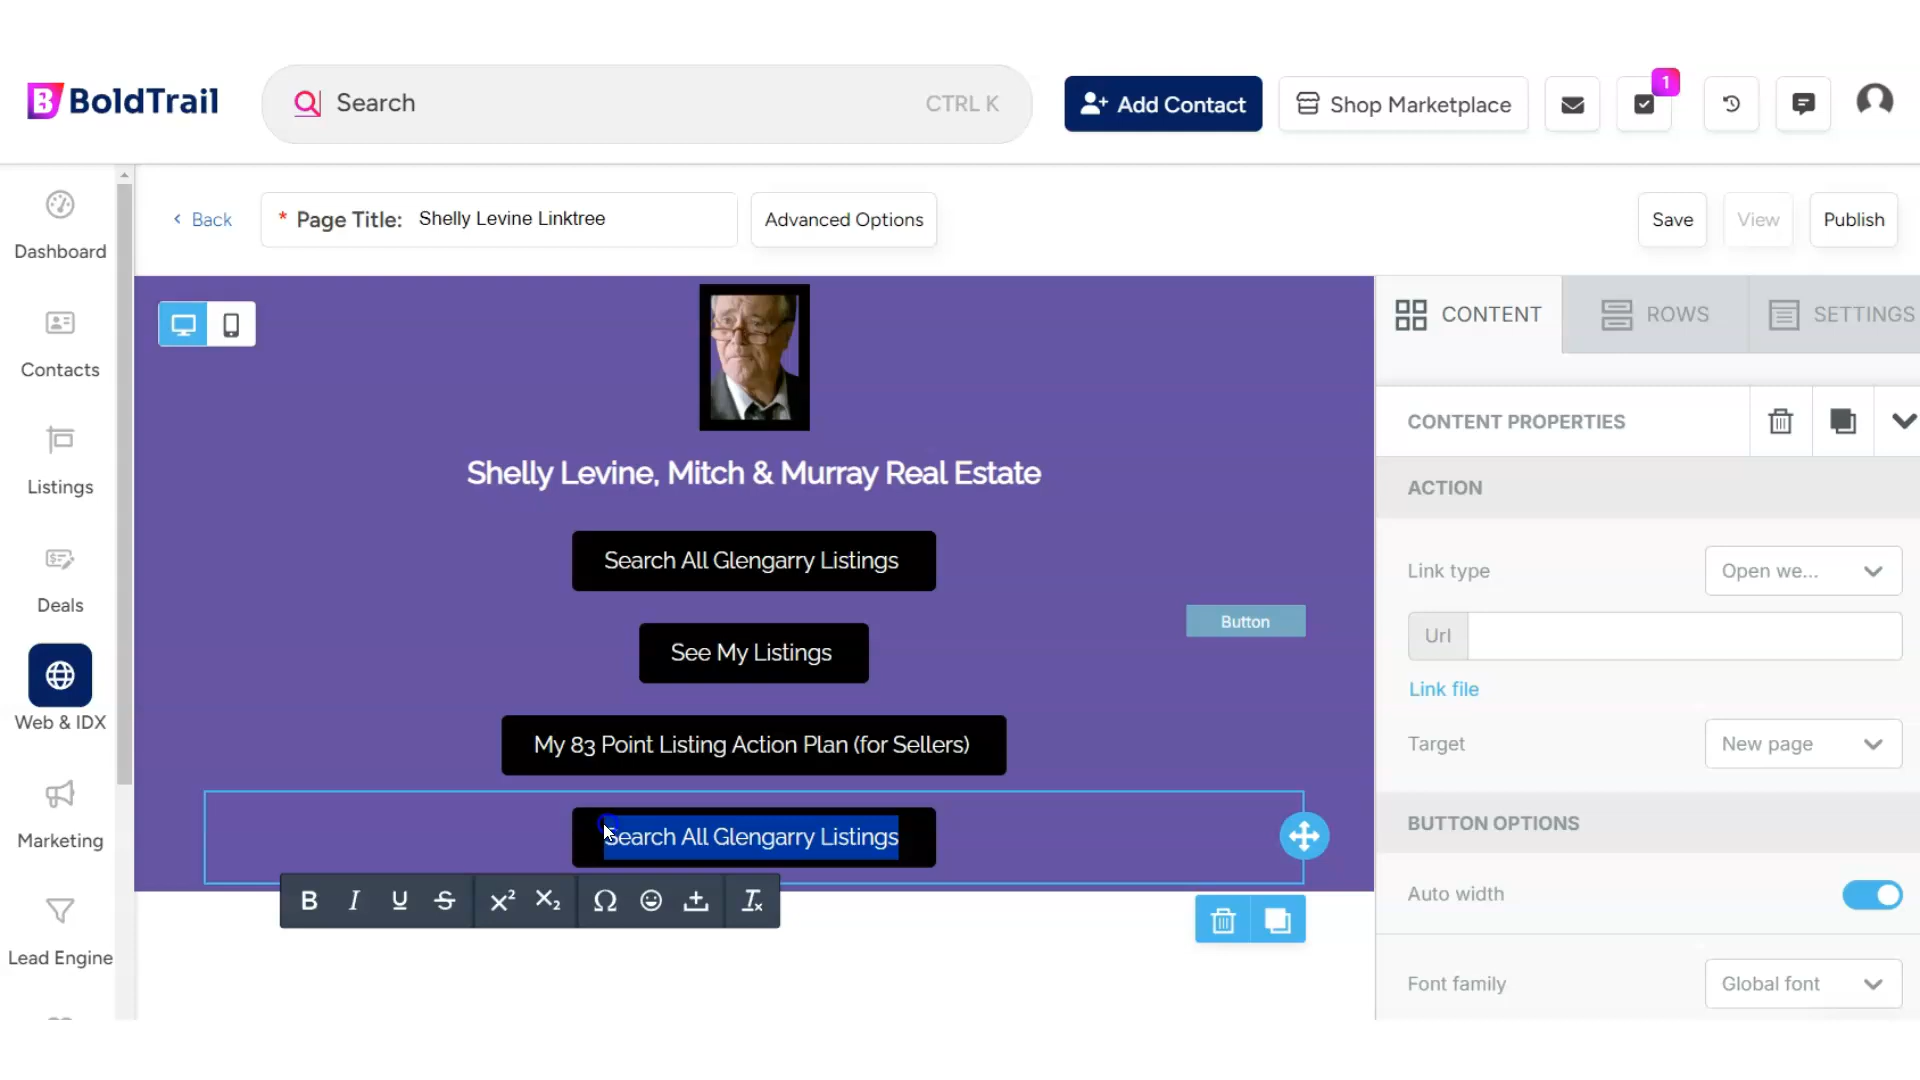 BoldTrail
Search
CTRL K
Add Contact
Shop Marketplace
1
Dashboard
Contacts
Listings
Deals
Web & IDX
Marketing
Lead Engine
Back
* Page Title: Shelly Levine Linktree
Advanced Options
Save
View
Publish
Shelly Levine, Mitch & Murray Real Estate
Search All Glengarry Listings
Button
See My Listings
My 83 Point Listing Action Plan (for Sellers)
Search All Glengarry Listings
B I U S X² X₂ Ω Tx
CONTENT
ROWS
SETTINGS
CONTENT PROPERTIES
ACTION
Link type
Open we...
Url
Link file
Target
New page
BUTTON OPTIONS
Auto width
Font family
Global font